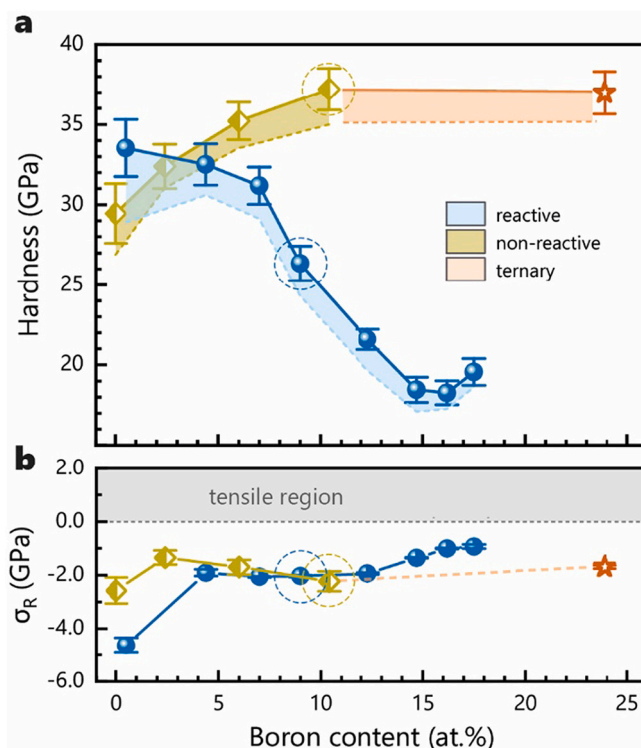 a
40
35
30
25
20
Hardness (GPa)
reactive
non-reactive
ternary
b
2.0
0.0
-2.0
-4.0
-6.0
σR (GPa)
tensile region
0 5 10 15 20 25
Boron content (at.%)